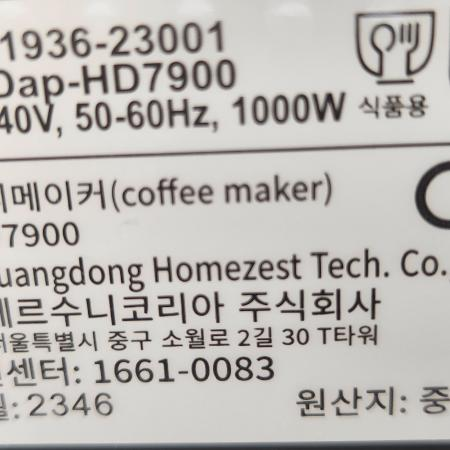 1936-23001
Dap-HD7900
40V, 50-60Hz, 1000W
식품용
메이커(coffee maker)
7900
uangdong Homezest Tech. Co.,
르수니코리아 주식회사
서울특별시 중구 소월로 2길 30 T타워
센터: 1661-0083
:2346
원산지: 중